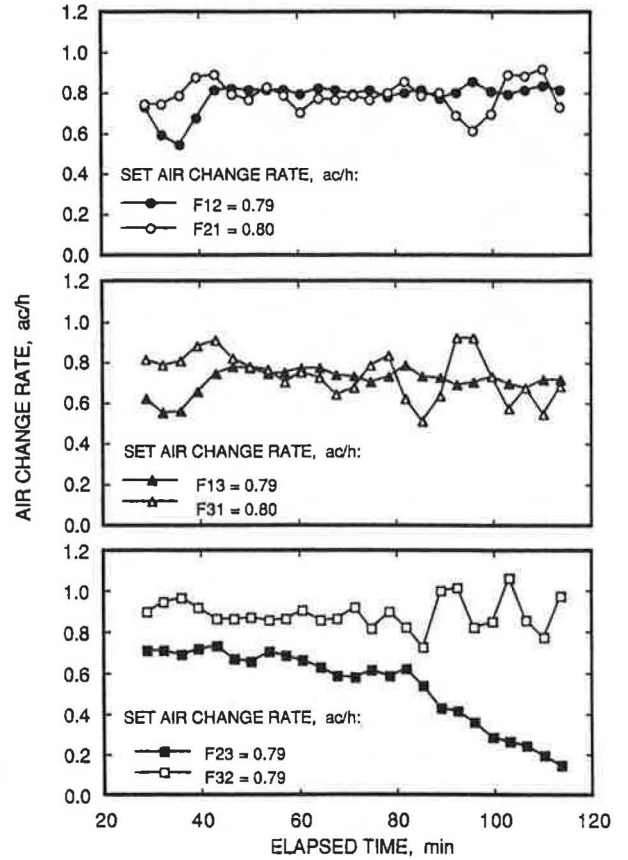 1.2
1.0
0.8
0.6
0.4
0.2
0.0
SET AIR CHANGE RATE, ac/h:
F12 = 0.79
F21 = 0.80
1.2
1.0
0.8
0.6
0.4
0.2
0.0
SET AIR CHANGE RATE, ac/h:
F13 = 0.79
F31 = 0.80
AIR CHANGE RATE, ac/h
1.2
1.0
0.8
0.6
0.4
0.2
0.0
SET AIR CHANGE RATE, ac/h:
F23 = 0.79
F32 = 0.79
20 40 60 80 100 120
ELAPSED TIME, min